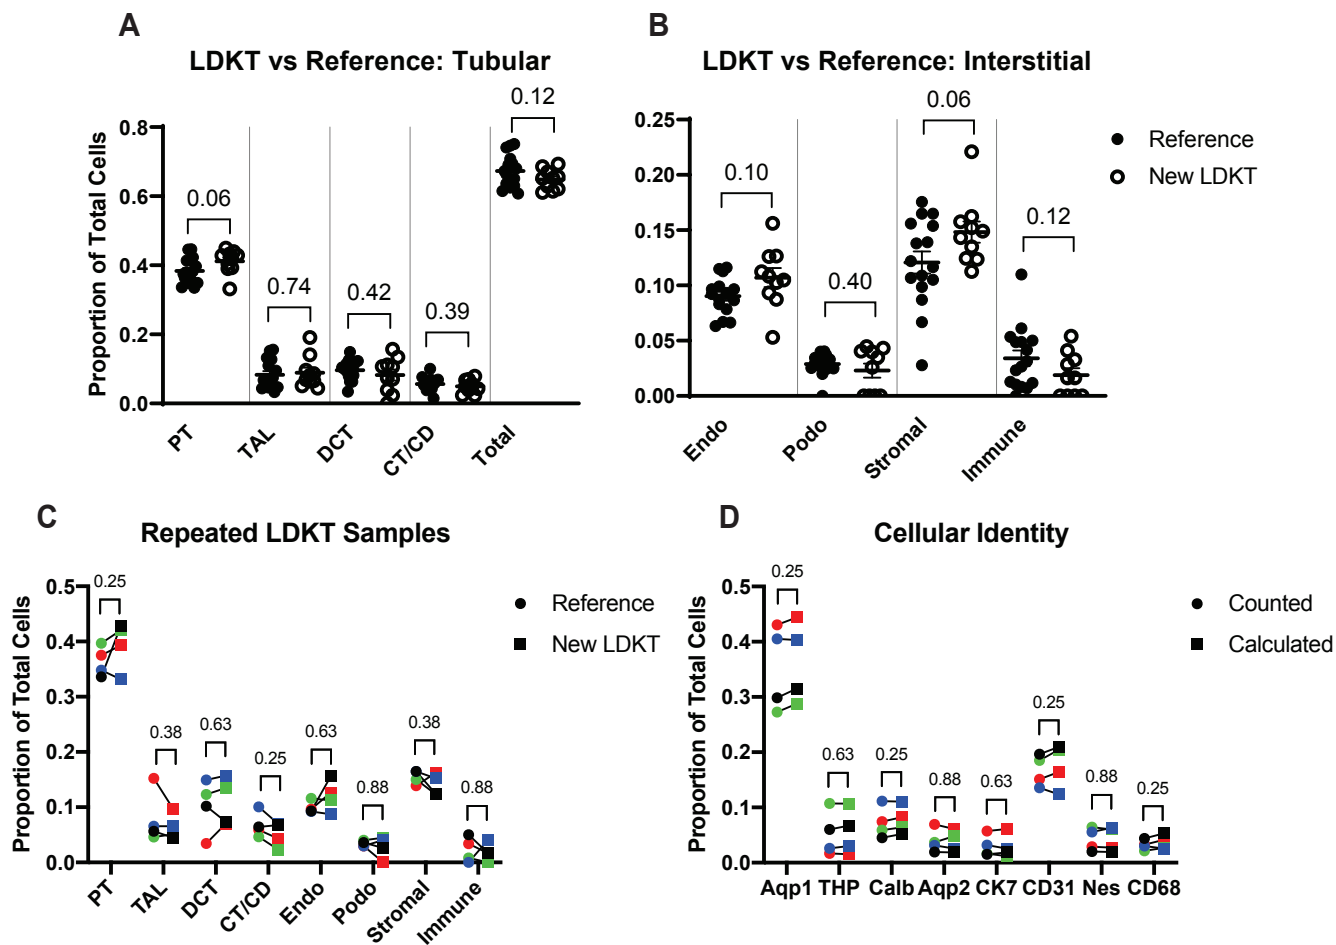 A
LDKT vs Reference: Tubular
Proportion of Total Cells
0.8
0.6
0.4
0.2
0.0
0.06
0.74
0.42
0.39
0.12
PT
TAL
DCT
CT/CD
Total
B
LDKT vs Reference: Interstitial
0.25
0.20
0.15
0.10
0.05
0.00
0.10
0.40
0.06
0.12
Endo
Podo
Stromal
Immune
Reference
New LDKT
C
Repeated LDKT Samples
Proportion of Total Cells
0.5
0.4
0.3
0.2
0.1
0.0
0.25
0.38
0.63
0.25
0.63
0.88
0.38
0.88
PT
TAL
DCT
CT/CD
Endo
Podo
Stromal
Immune
Reference
New LDKT
D
Cellular Identity
Proportion of Total Cells
0.5
0.4
0.3
0.2
0.1
0.0
0.25
0.63
0.25
0.88
0.63
0.25
0.88
0.25
Aqp1 THP Calb Aqp2 CK7 CD31 Nes CD68
Counted
Calculated